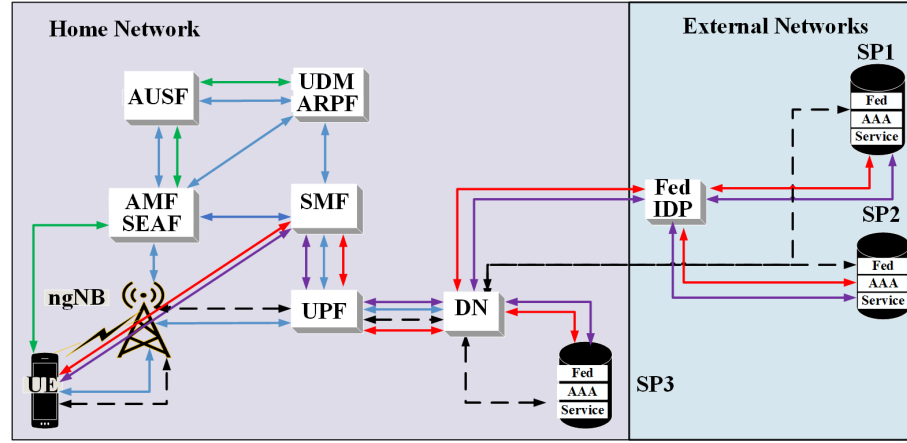 Home Network
External Networks
SP1
Fed
AAA
Service
AUSF
UDM
ARPF
AMF
SEAF
SMF
Fed
IDP
SP2
Fed
AAA
Service
ngNB
UPF
DN
UE
Fed
AAA
Service
SP3